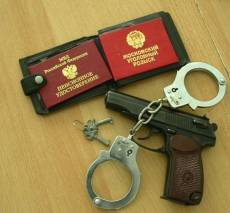 МВД
Российской Федерации
ПЕНСИОННОЕ
УДОСТОВЕРЕНИЕ
МОСКОВСКИЙ
УГОЛОВНЫЙ
РОЗЫСК